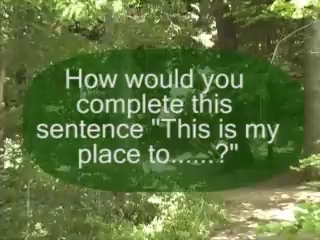 How would you
complete this
sentence "This is my
place to......?"